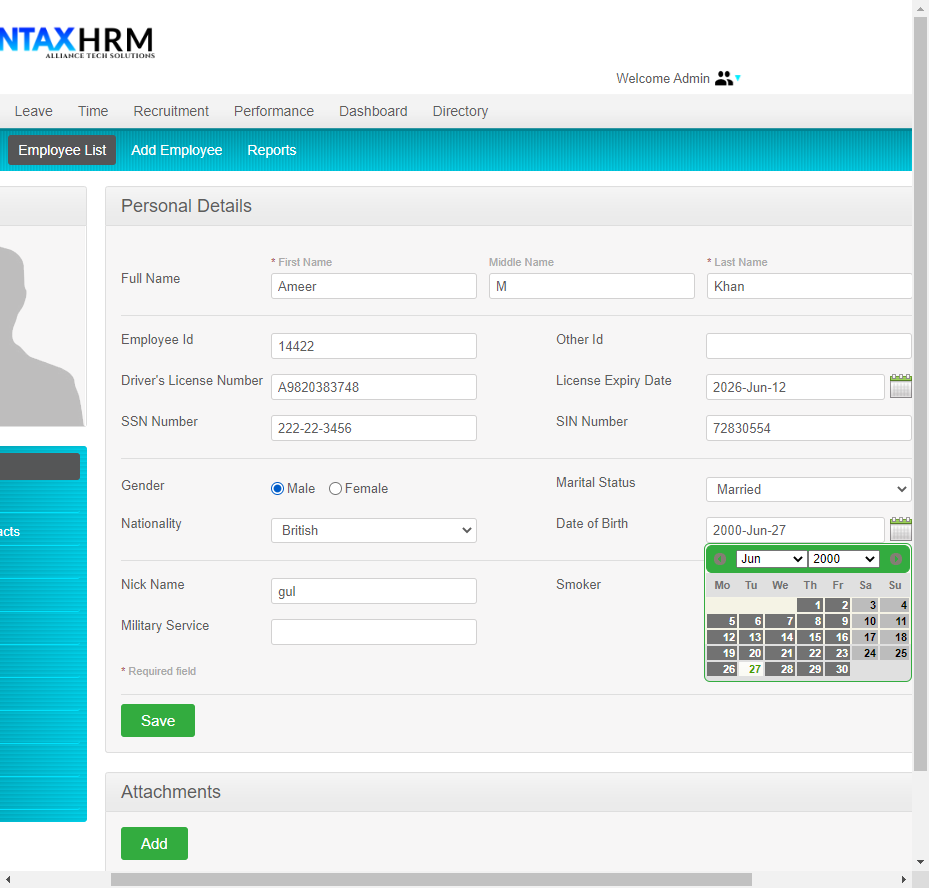 NTAXHRM
ALLIANCE TECH SOLUTIONS
Welcome Admin
Leave Time Recruitment Performance Dashboard Directory
Employee List Add Employee Reports
Personal Details
* First Name Middle Name * Last Name
Full Name Ameer M Khan
Employee Id 14422 Other Id
Driver's License Number A9820383748 License Expiry Date 2026-Jun-12
SSN Number 222-22-3456 SIN Number 72830554
Gender Male Female Marital Status Married
Nationality British Date of Birth 2000-Jun-27
acts
Jun 2000
Mo Tu We Th Fr Sa Su
1 2 3 4
5 6 7 8 9 10 11
12 13 14 15 16 17 18
19 20 21 22 23 24 25
26 27 28 29 30
Nick Name gul Smoker
Military Service
* Required field
Save
Attachments
Add